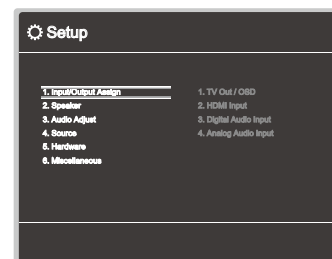 Setup
1. Input/Output Assign
2. Speaker
3. Audio Adjust
4. Source
5. Hardware
6. Miscellaneous
1. TV Out / OSD
2. HDMI Input
3. Digital Audio Input
4. Analog Audio Input